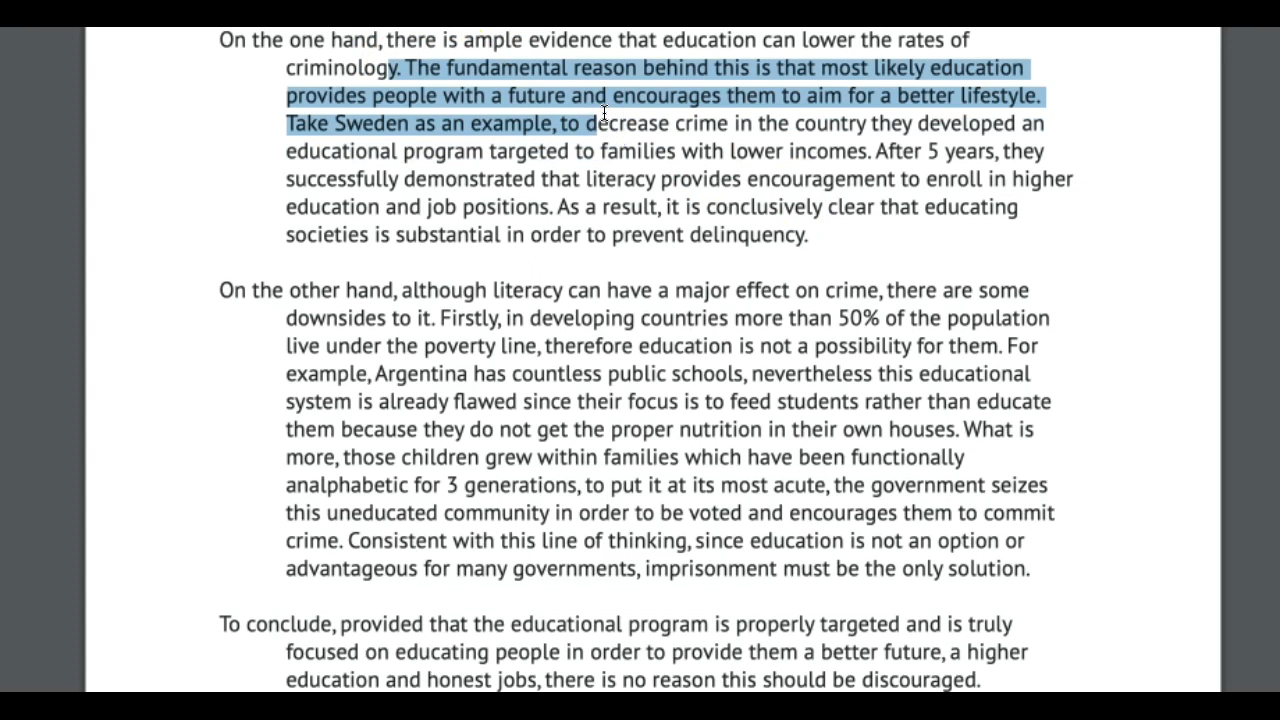 On the one hand, there is ample evidence that education can lower the rates of
criminology. The fundamental reason behind this is that most likely education
provides people with a future and encourages them to aim for a better lifestyle.
Take Sweden as an example, to decrease crime in the country they developed an
educational program targeted to families with lower incomes. After 5 years, they
successfully demonstrated that literacy provides encouragement to enroll in higher
education and job positions. As a result, it is conclusively clear that educating
societies is substantial in order to prevent delinquency.
On the other hand, although literacy can have a major effect on crime, there are some
downsides to it. Firstly, in developing countries more than 50% of the population
live under the poverty line, therefore education is not a possibility for them. For
example, Argentina has countless public schools, nevertheless this educational
system is already flawed since their focus is to feed students rather than educate
them because they do not get the proper nutrition in their own houses. What is
more, those children grew within families which have been functionally
analphabetic for 3 generations, to put it at its most acute, the government seizes
this uneducated community in order to be voted and encourages them to commit
crime. Consistent with this line of thinking, since education is not an option or
advantageous for many governments, imprisonment must be the only solution.
To conclude, provided that the educational program is properly targeted and is truly
focused on educating people in order to provide them a better future, a higher
education and honest jobs, there is no reason this should be discouraged.